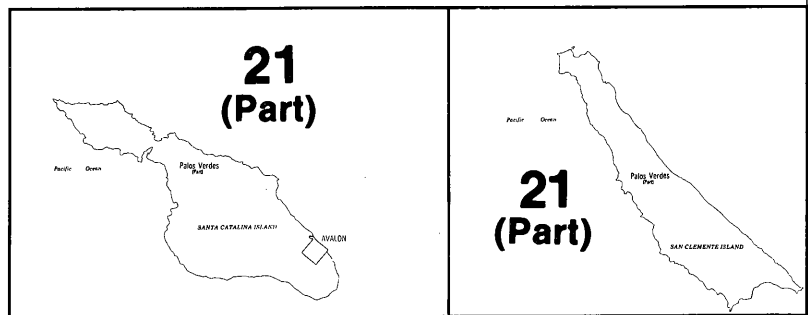 21
(Part)
Palos Verdes
(Part)
Pacific Ocean
SANTA CATALINA ISLAND
AVALON
Pacific Ocean
Palos Verdes
(Part)
21
(Part)
SAN CLEMENTE ISLAND